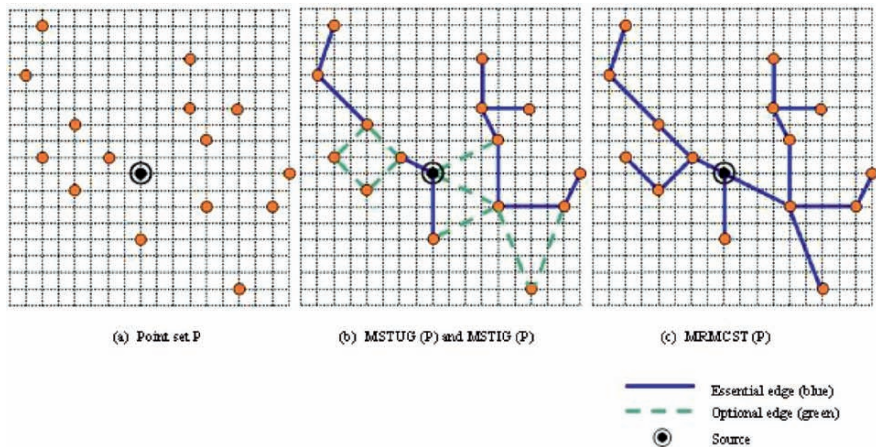 (a) Point set P
(b) MSTUG (P) and MSTIG (P)
(c) MRMCST (P)
Essential edge (blue)
Optional edge (green)
Source